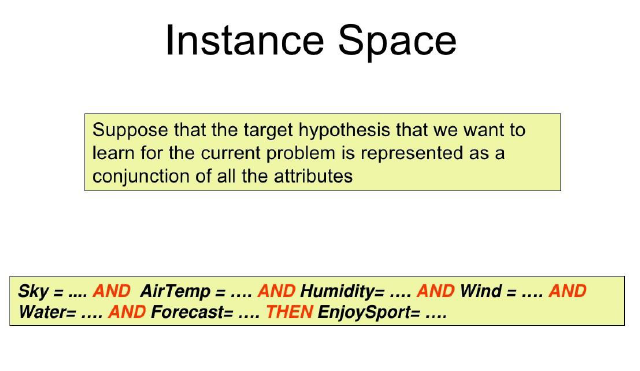 Instance Space
Suppose that the target hypothesis that we want to
learn for the current problem is represented as a
conjunction of all the attributes
Sky = .... AND AirTemp = …. AND Humidity= …. AND Wind = …. AND
Water= …. AND Forecast= …. THEN EnjoySport= ….